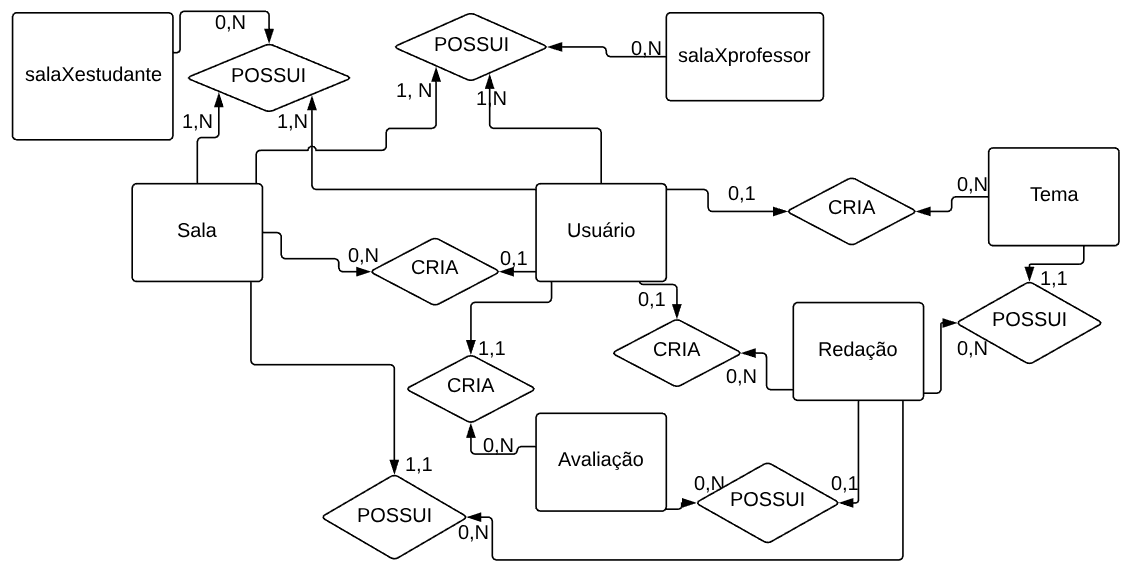 0,N
POSSUI
0,N
salaXprofessor
salaXestudante
POSSUI
1, N
1,N
1,N
1,N
Tema
0,N
0,1
CRIA
Sala
Usuário
0,N
CRIA
0,1
1,1
0,1
POSSUI
0,N
Redação
CRIA
1,1
0,N
CRIA
0,N
Avaliação
1,1
0,N
POSSUI
0,1
POSSUI
0,N